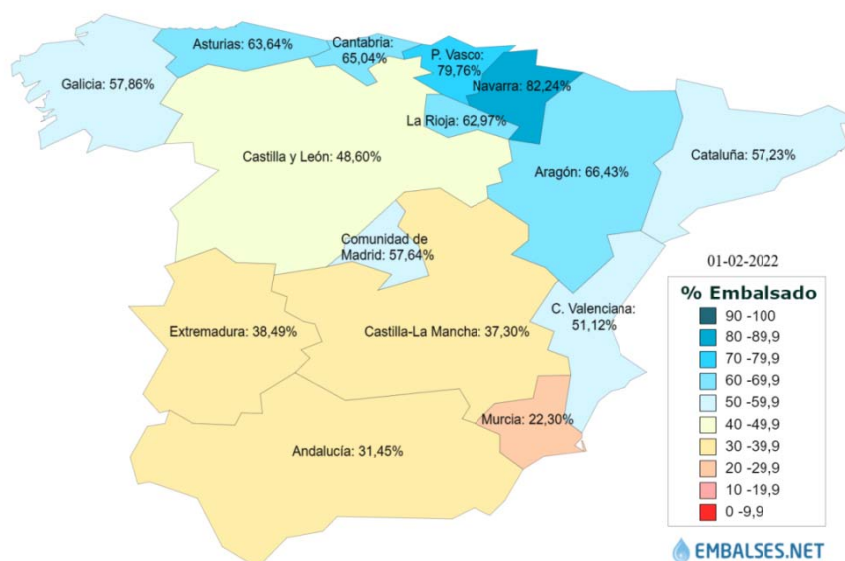 Asturias: 63,64%
Cantabria:
65,04%
P. Vasco:
79,76%
Navarra: 82,24%
Galicia: 57,86%
La Rioja: 62,97%
Castilla y León: 48,60%
Aragón: 66,43%
Cataluña: 57,23%
Comunidad de
Madrid: 57,64%
Extremadura: 38,49%
Castilla-La Mancha: 37,30%
C. Valenciana:
51,12%
Murcia: 22,30%
Andalucía: 31,45%
01-02-2022
% Embalsado
90 -100
80 -89,9
70 -79,9
60 -69,9
50 -59,9
40 -49,9
30 -39,9
20 -29,9
10 -19,9
0 -9,9
EMBALSES.NET